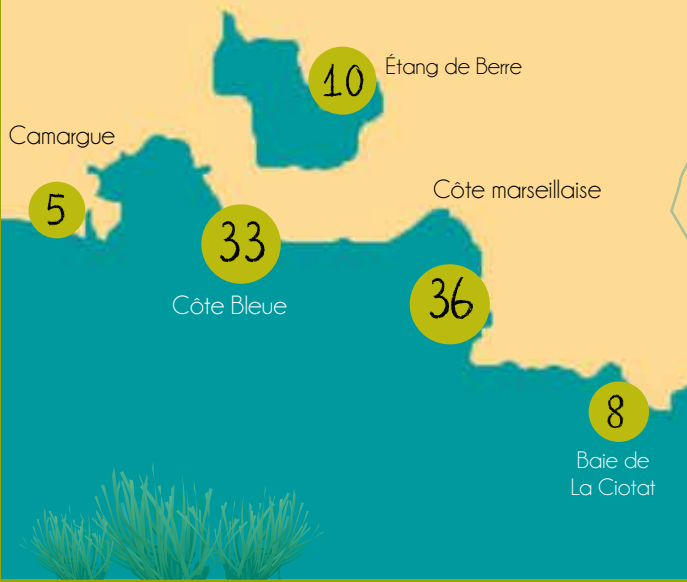 10
Étang de Berre
Camargue
5
Côte marseillaise
33
Côte Bleue
36
8
Baie de
La Ciotat